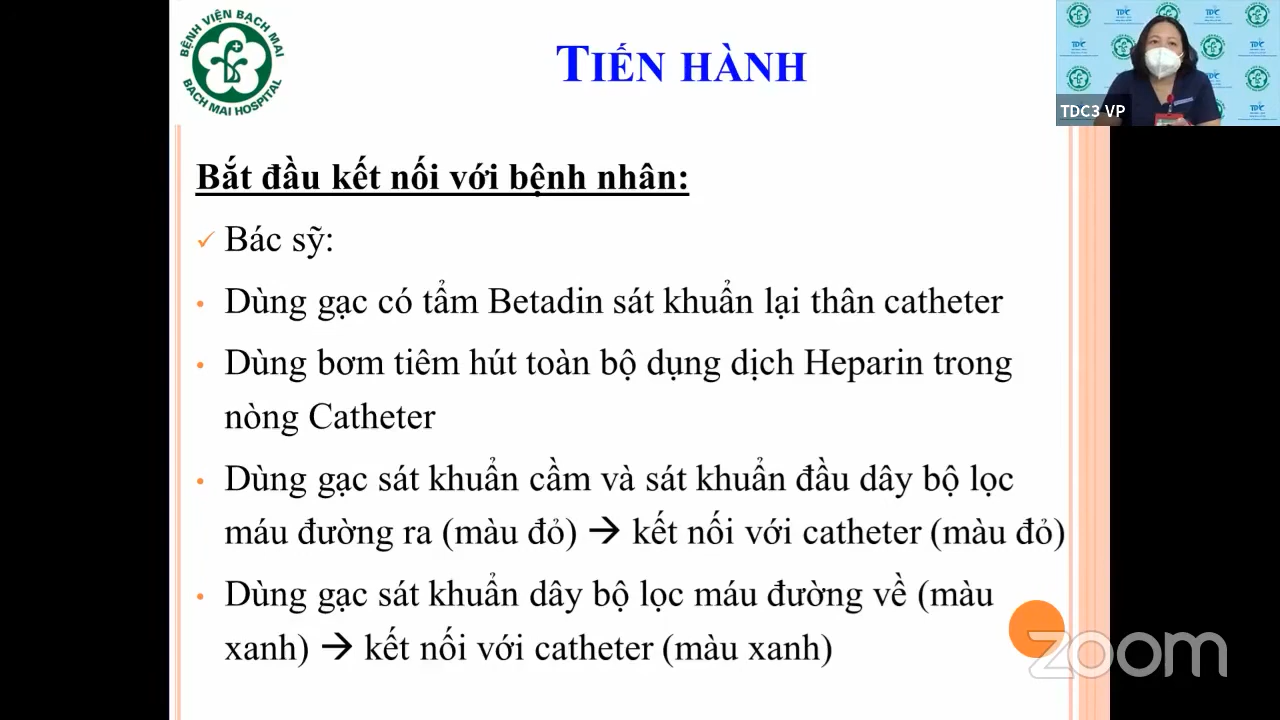 BỆNH VIỆN BẠCH MAI
BACH MAI HOSPITAL
TIẾN HÀNH
TDC3 VP
Bắt đầu kết nối với bệnh nhân:
Bác sỹ:
Dùng gạc có tẩm Betadin sát khuẩn lại thân catheter
Dùng bơm tiêm hút toàn bộ dụng dịch Heparin trong
nòng Catheter
Dùng gạc sát khuẩn cầm và sát khuẩn đầu dây bộ lọc
máu đường ra (màu đỏ) → kết nối với catheter (màu đỏ)
Dùng gạc sát khuẩn dây bộ lọc máu đường về (màu
xanh) → kết nối với catheter (màu xanh)
zoom